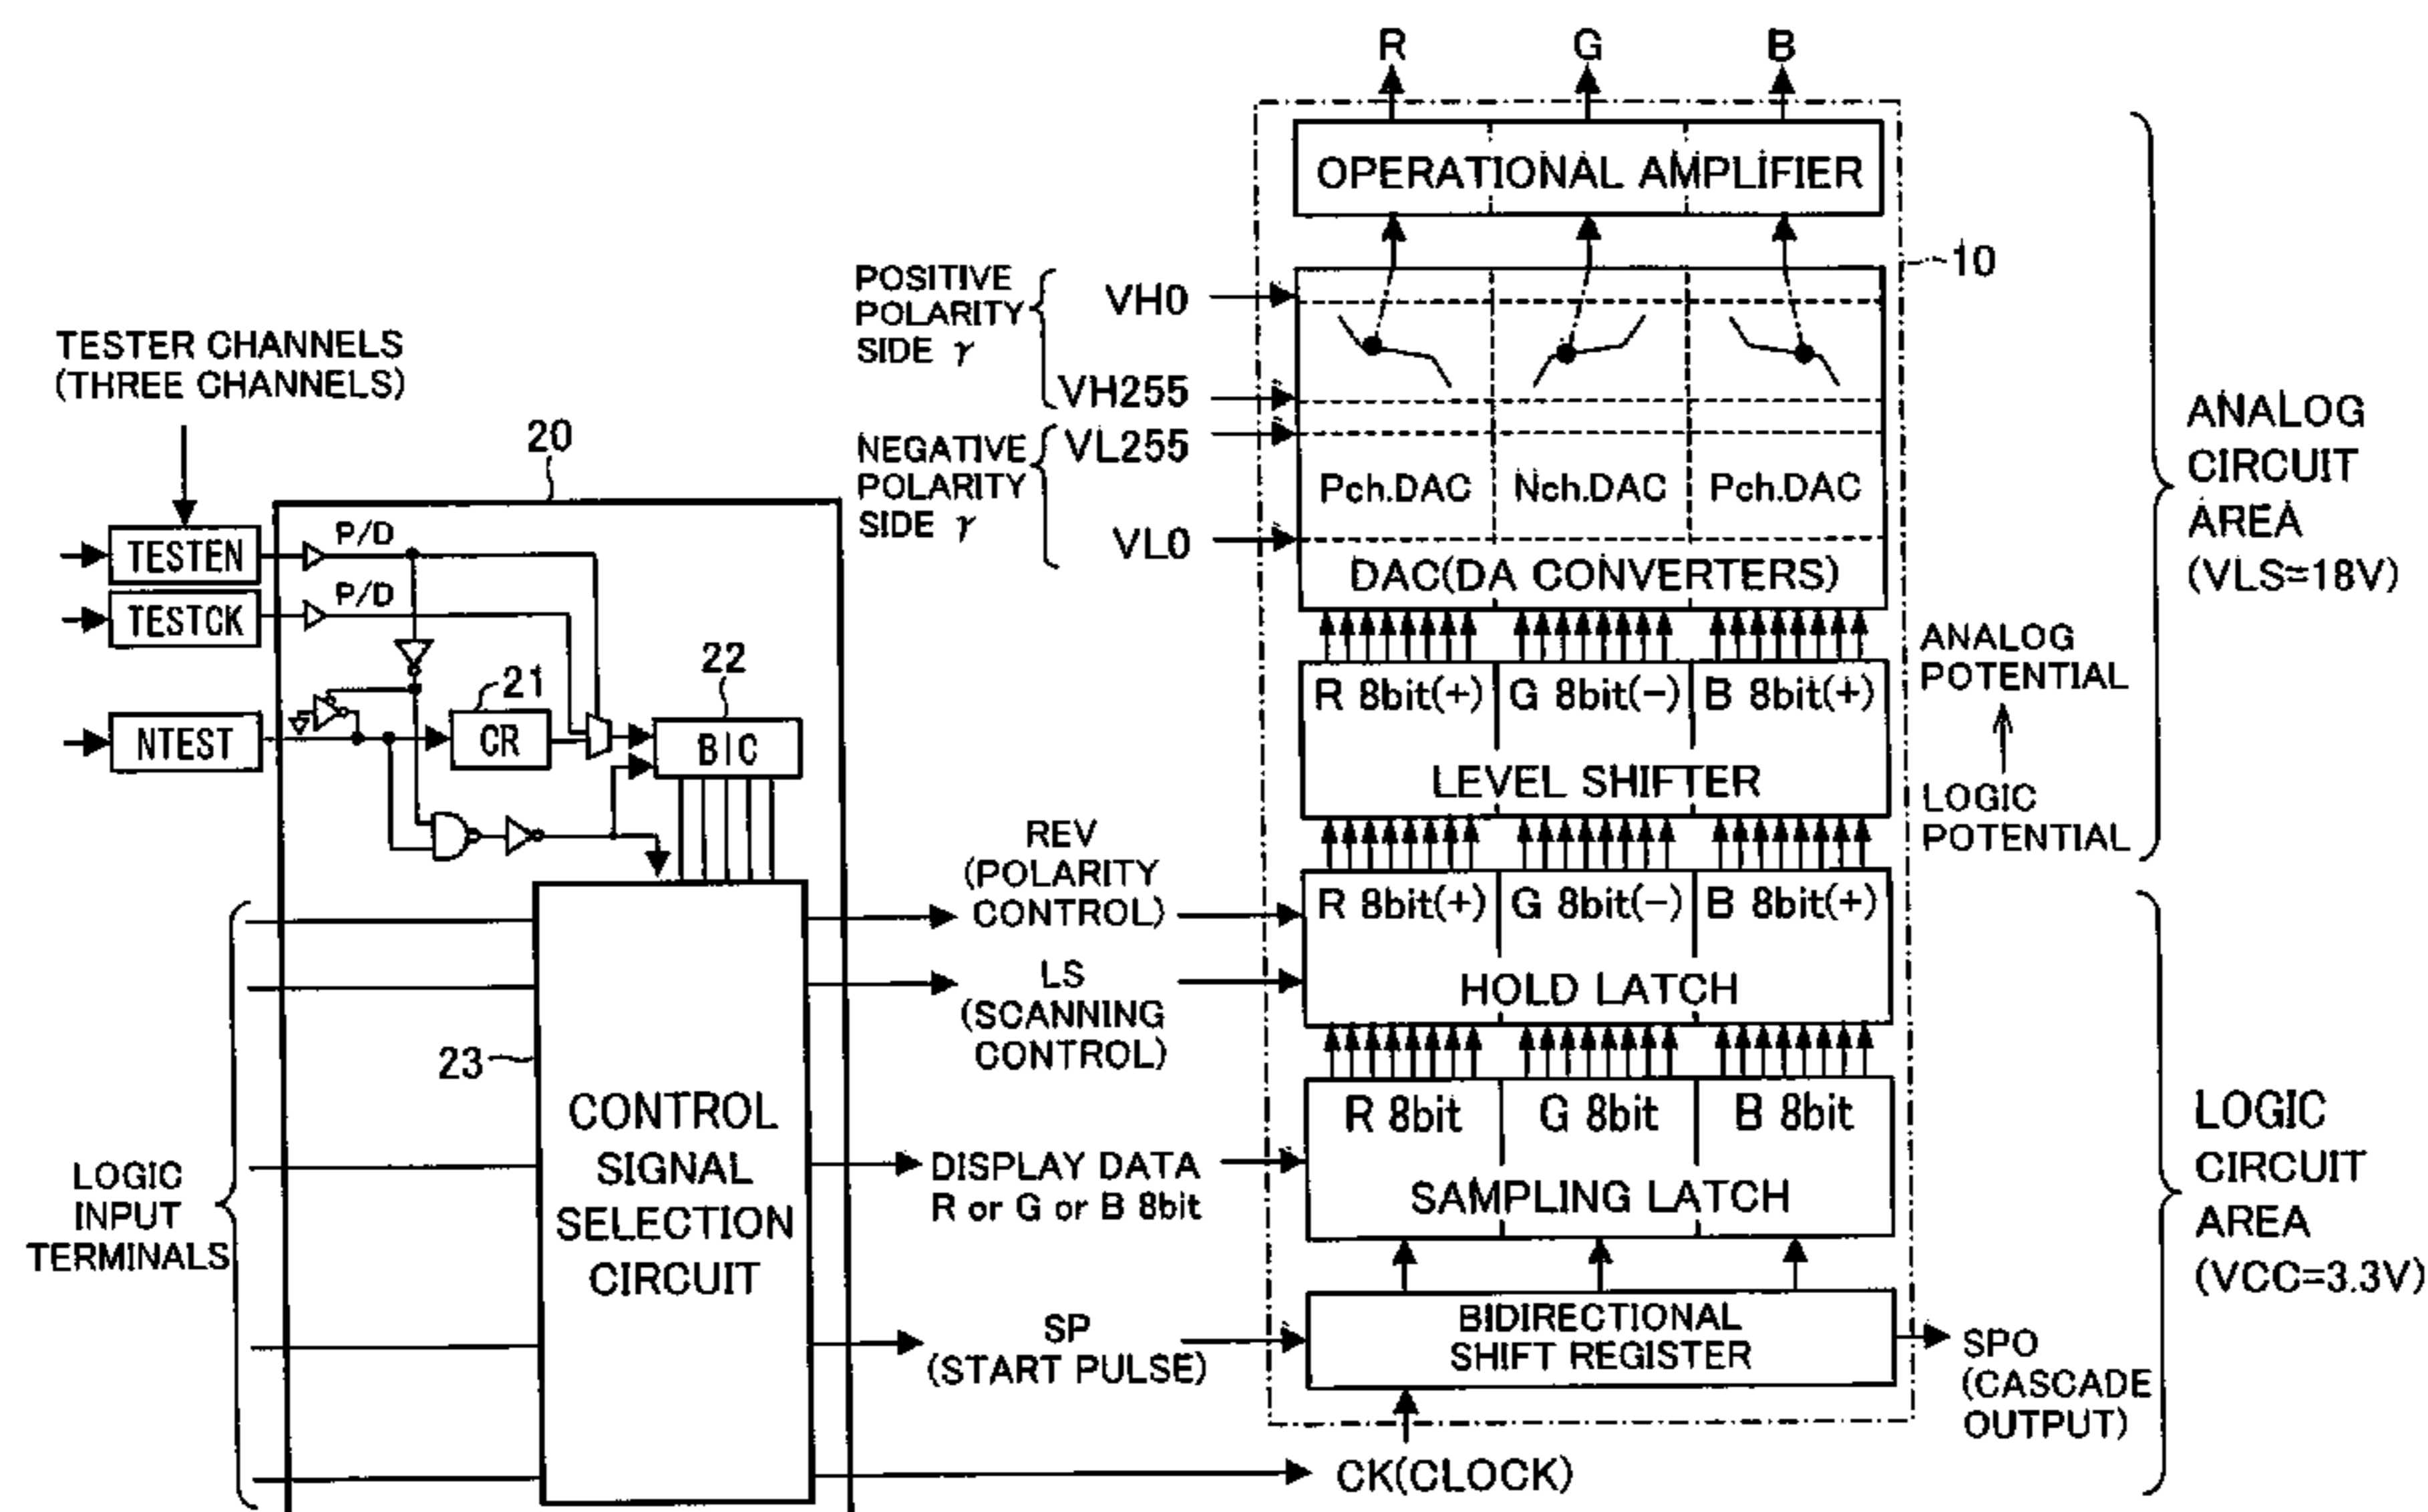 R G B
OPERATIONAL AMPLIFIER
10
POSITIVE
POLARITY
SIDE γ
VH0
VH255
NEGATIVE
POLARITY
SIDE γ
VL255
VL0
Pch.DAC Nch.DAC Pch.DAC
DAC(DA CONVERTERS)
ANALOG
CIRCUIT
AREA
(VLS=18V)
ANALOG
POTENTIAL
LOGIC
POTENTIAL
R 8bit(+) G 8bit(-) B 8bit(+)
LEVEL SHIFTER
R 8bit(+) G 8bit(-) B 8bit(+)
HOLD LATCH
R 8bit G 8bit B 8bit
SAMPLING LATCH
BIDIRECTIONAL
SHIFT REGISTER
SPO
(CASCADE
OUTPUT)
LOGIC
CIRCUIT
AREA
(VCC=3.3V)
TESTER CHANNELS
(THREE CHANNELS)
20
TESTEN
P/D
TESTCK
P/D
NTEST
21
CR
22
B|C
23
CONTROL
SIGNAL
SELECTION
CIRCUIT
LOGIC
INPUT
TERMINALS
REV
(POLARITY
CONTROL)
LS
(SCANNING
CONTROL)
DISPLAY DATA
R or G or B 8bit
SP
(START PULSE)
CK(CLOCK)